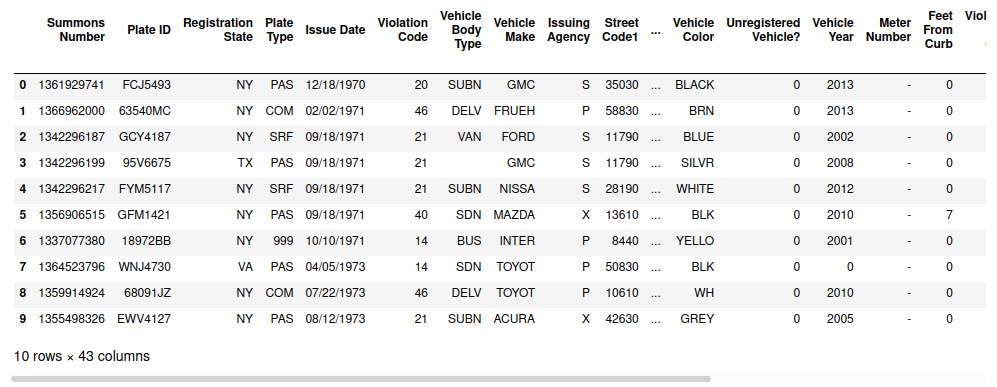 Summons Number Plate ID Registration State Plate Type Issue Date Violation Code Vehicle Body Type Vehicle Make Issuing Agency Street Code1 ... Vehicle Color Unregistered Vehicle? Vehicle Year Meter Number Feet From Curb
0 1361929741 FCJ5493 NY PAS 12/18/1970 20 SUBN GMC S 35030 ... BLACK 0 2013 - 0
1 1366962000 63540MC NY COM 02/02/1971 46 DELV FRUEH P 58830 ... BRN 0 2013 - 0
2 1342296187 GCY4187 NY SRF 09/18/1971 21 VAN FORD S 11790 ... BLUE 0 2002 - 0
3 1342296199 95V6675 TX PAS 09/18/1971 21 GMC S 11790 ... SILVR 0 2008 - 0
4 1342296217 FYM5117 NY SRF 09/18/1971 21 SUBN NISSA S 28190 ... WHITE 0 2012 - 0
5 1356906515 GFM1421 NY PAS 09/18/1971 40 SDN MAZDA X 13610 ... BLK 0 2010 - 7
6 1337077380 18972BB NY 999 10/10/1971 14 BUS INTER P 8440 ... YELLO 0 2001 - 0
7 1364523796 WNJ4730 VA PAS 04/05/1973 14 SDN TOYOT P 50830 ... BLK 0 0 - 0
8 1359914924 68091JZ NY COM 07/22/1973 46 DELV TOYOT P 10610 ... WH 0 2010 - 0
9 1355498326 EWV4127 NY PAS 08/12/1973 21 SUBN ACURA X 42630 ... GREY 0 2005 - 0
10 rows × 43 columns